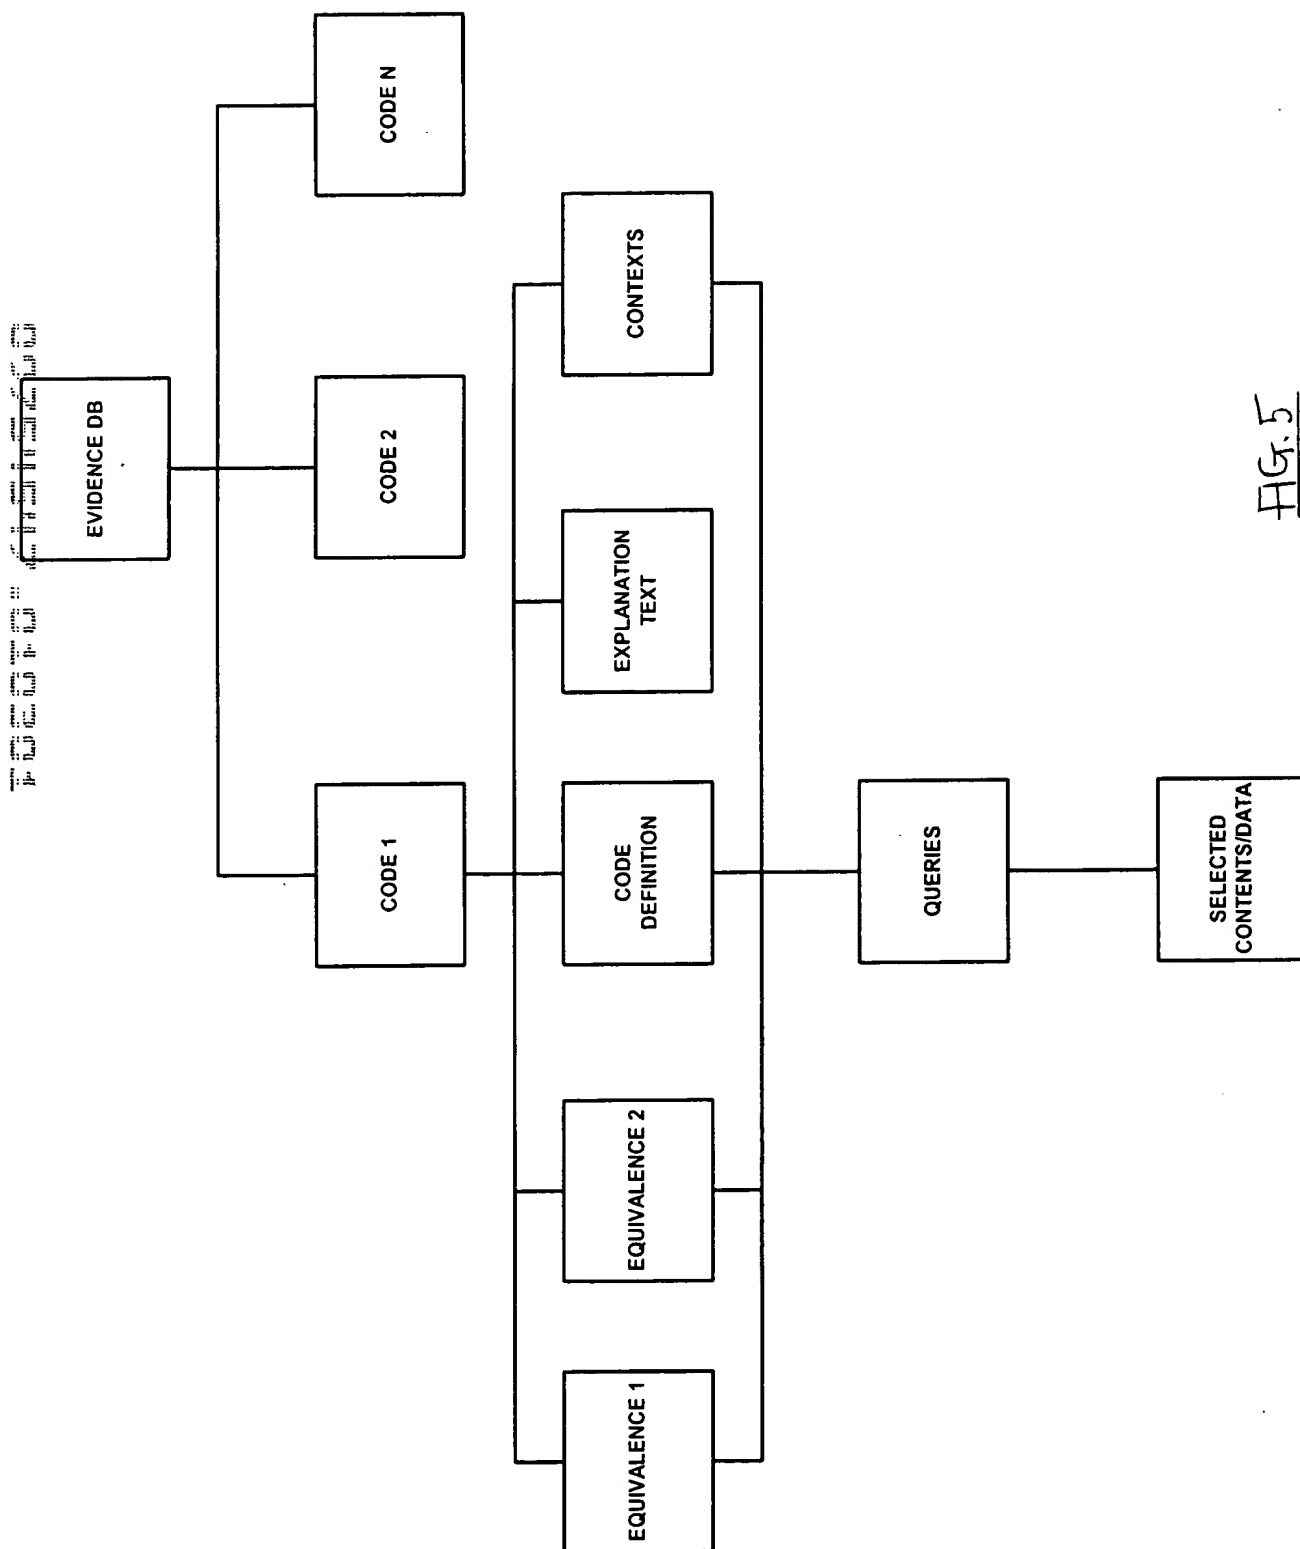 EVIDENCE DB
CODE 1
CODE 2
CODE N
EQUIVALENCE 1
EQUIVALENCE 2
CODE
DEFINITION
EXPLANATION
TEXT
CONTEXTS
QUERIES
SELECTED
CONTENTS/DATA
FIG. 5